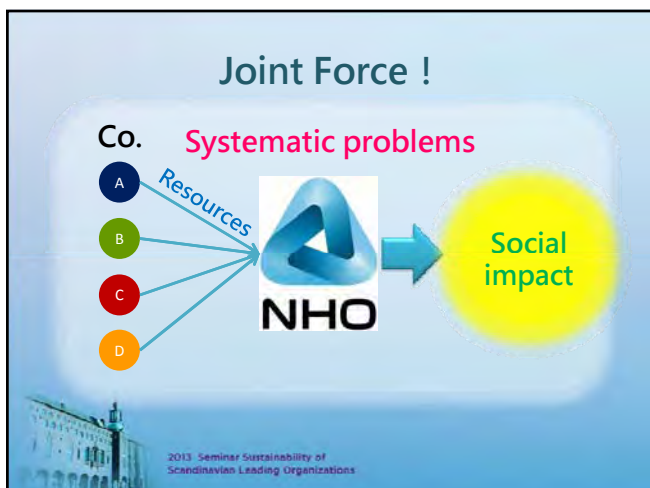 Joint Force !
Co.
Systematic problems
A
Resources
B
C
D
NHO
Social
impact
2013 Seminar Sustainability of
Scandinavian Leading Organizations